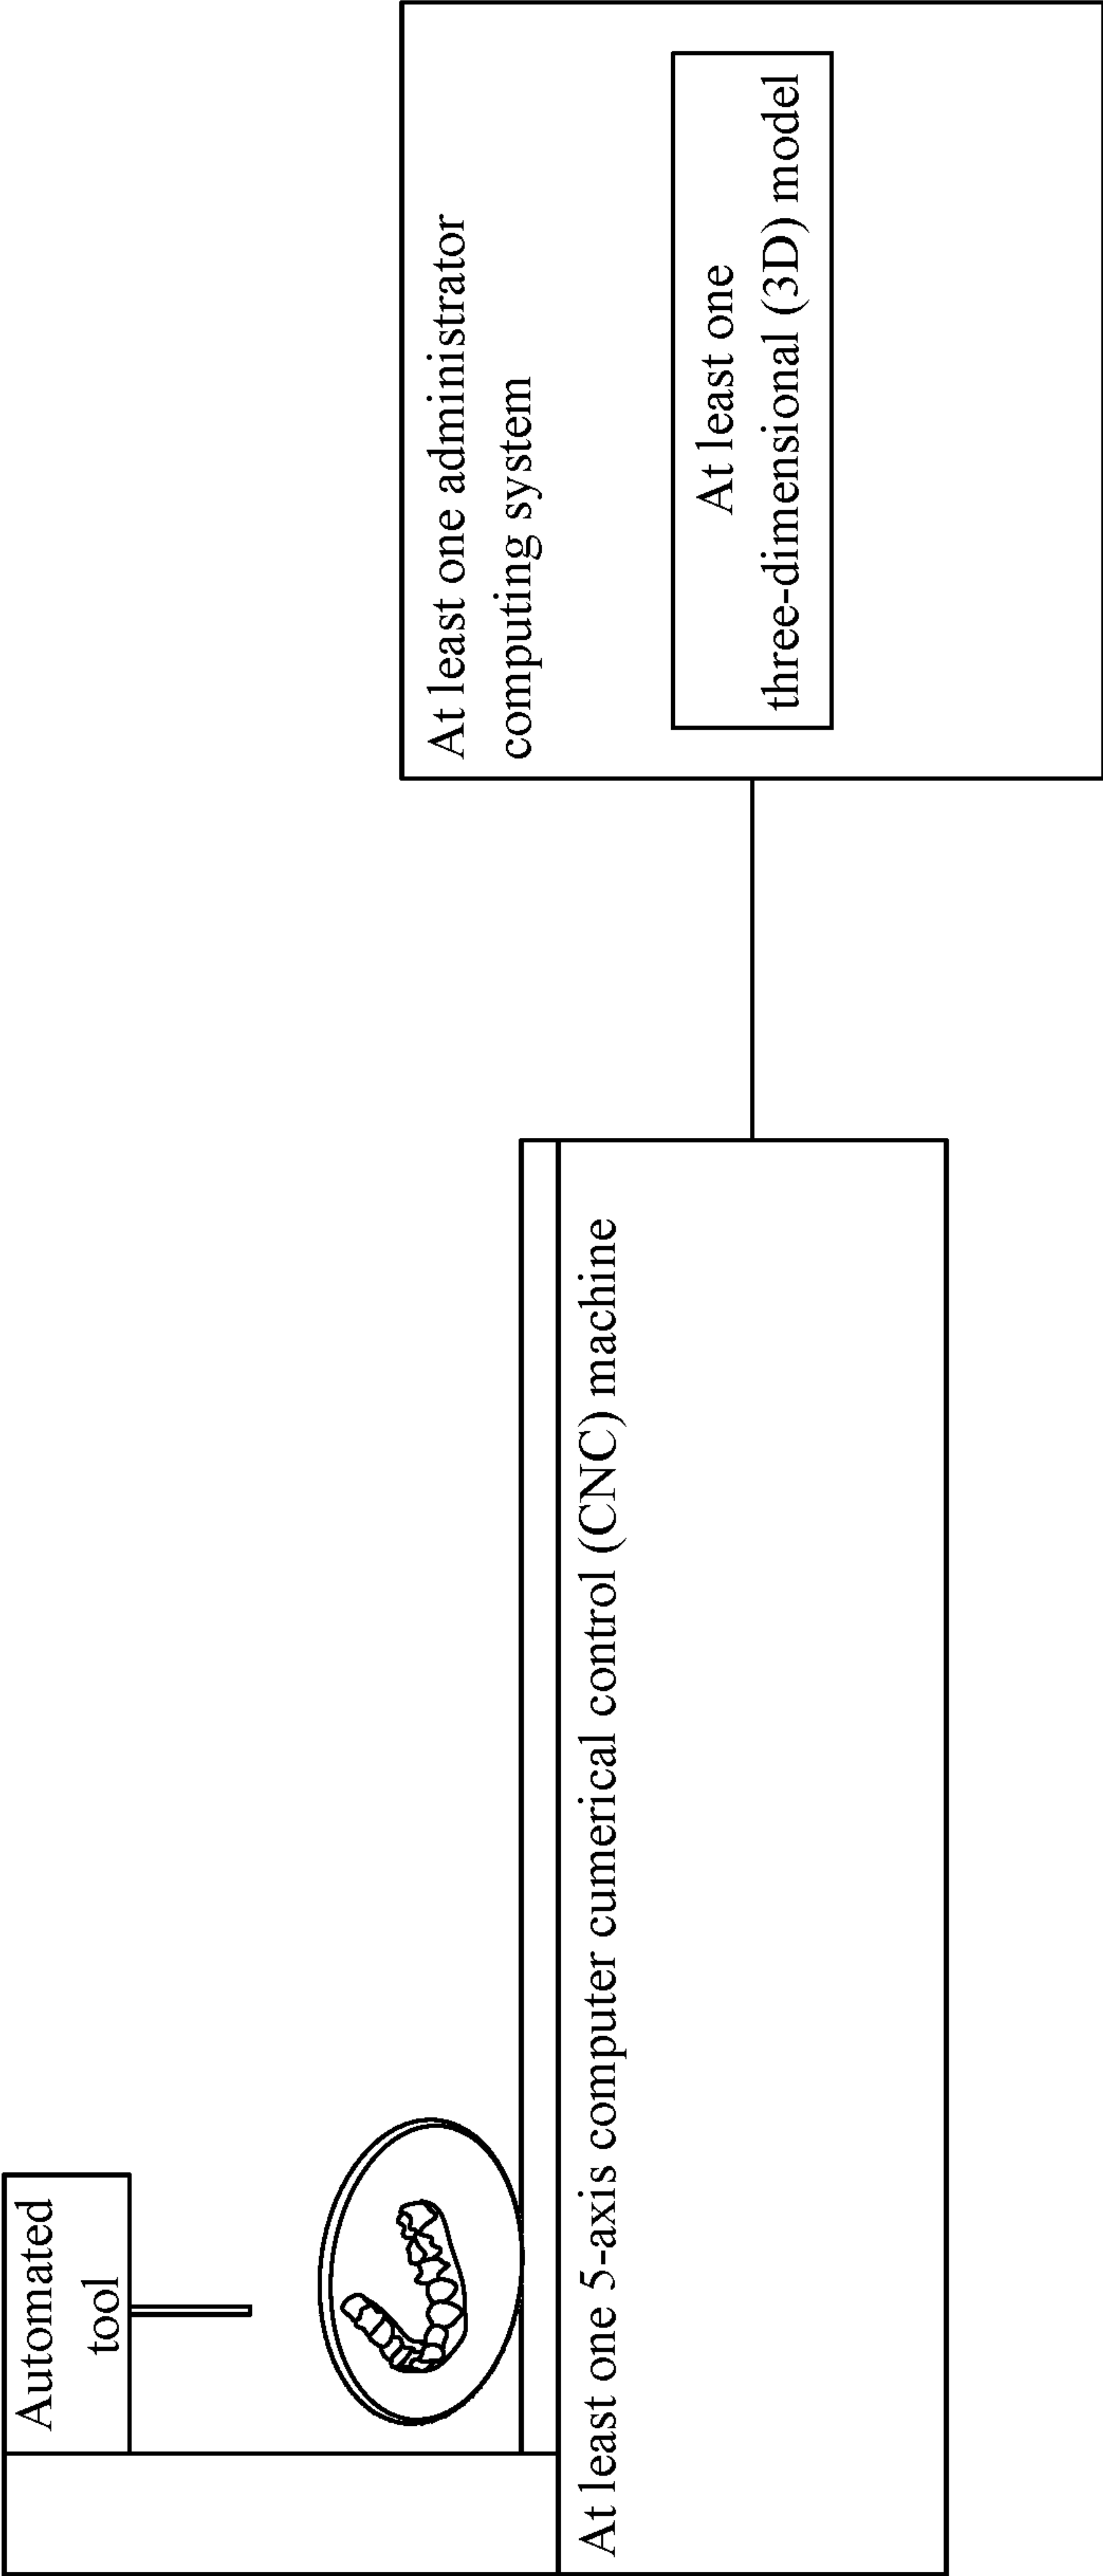 Automated
tool
At least one 5-axis computer cumerical control (CNC) machine
At least one administrator
computing system
At least one
three-dimensional (3D) model